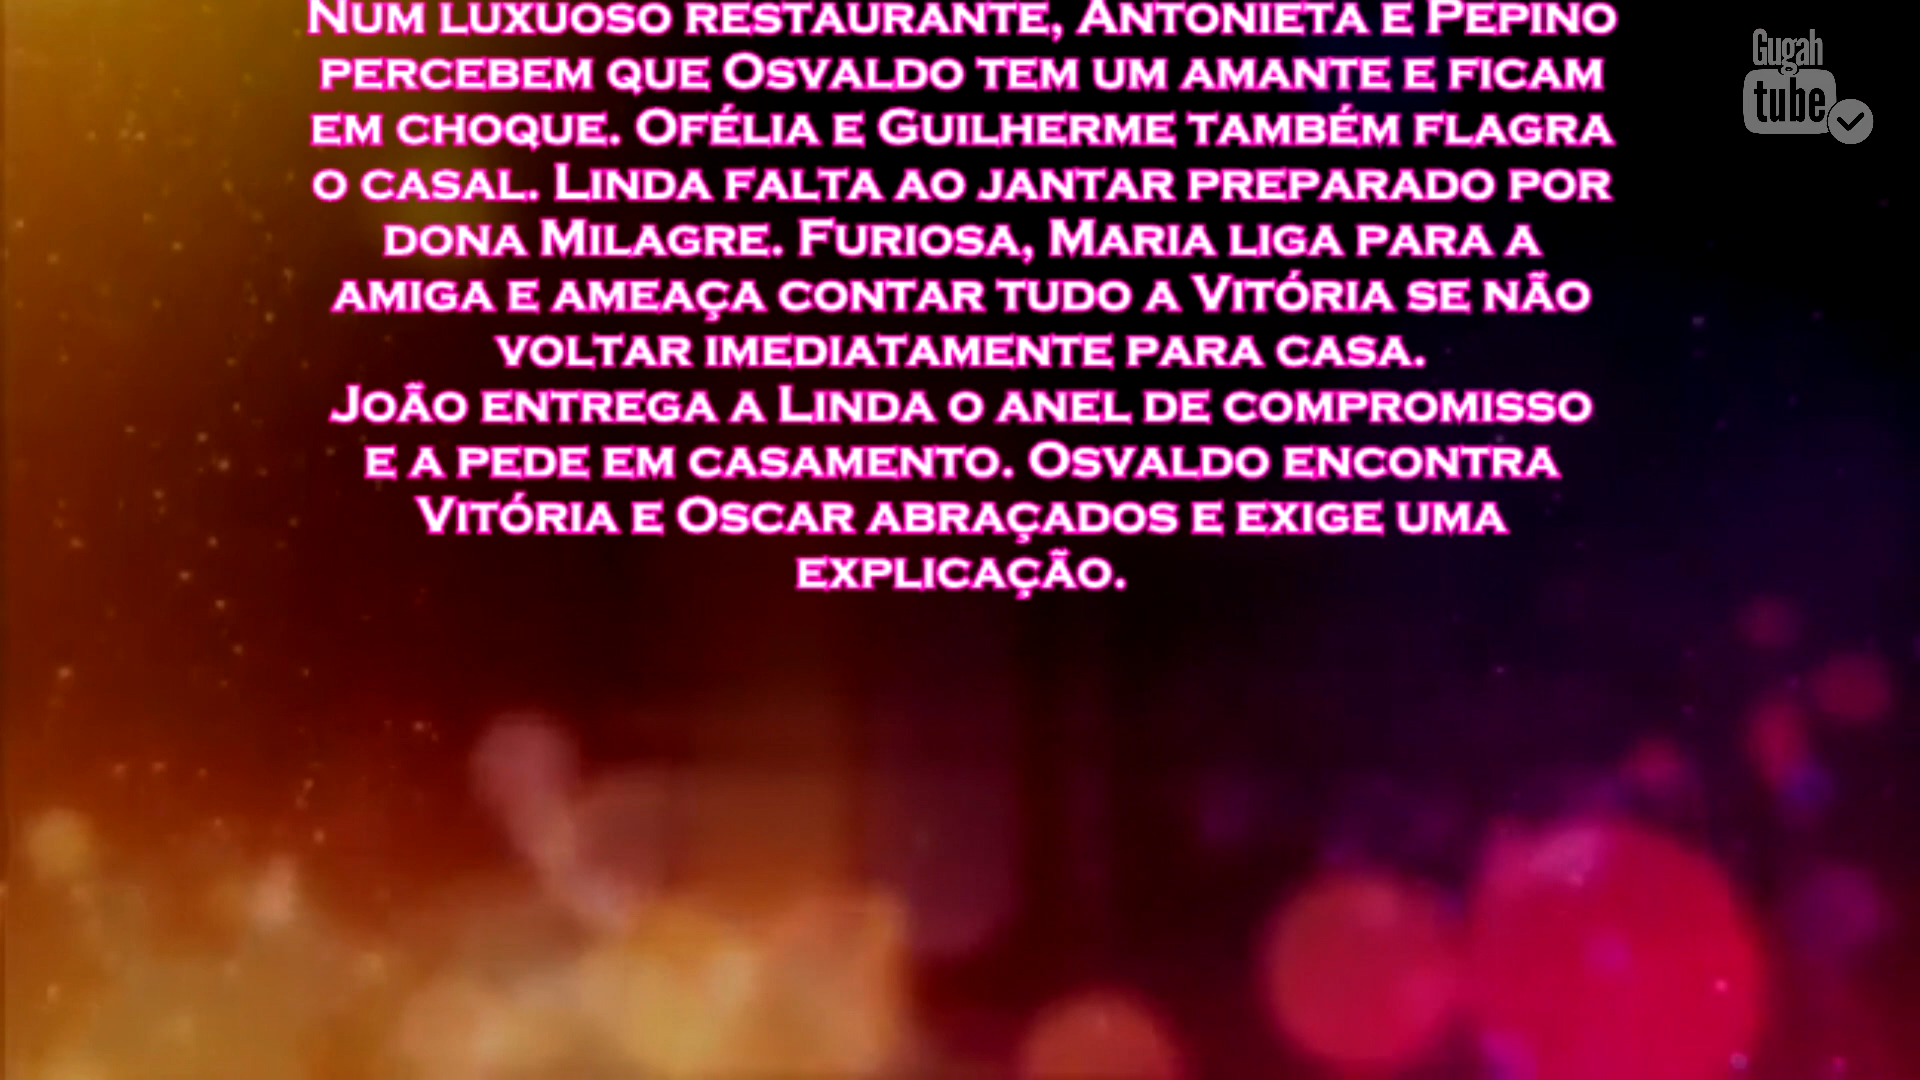 Num luxuoso restaurante, Antonieta e Pepino
percebem que Osvaldo tem um amante e ficam
em choque. Ofélia e Guilherme também flagra
o casal. Linda falta ao jantar preparado por
dona Milagre. Furiosa, Maria liga para a
amiga e ameaça contar tudo a Vitória se não
voltar imediatamente para casa.
João entrega a Linda o anel de compromisso
e a pede em casamento. Osvaldo encontra
Vitória e Oscar abraçados e exige uma
explicação.
Gugah
tube